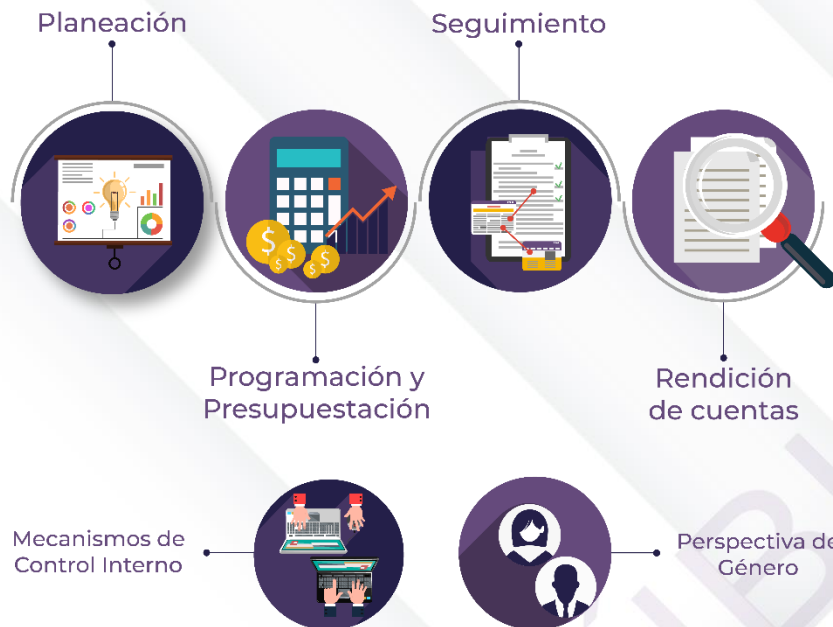 Planeación
Seguimiento
Programación y
Presupuestación
Rendición
de cuentas
Mecanismos de
Control Interno
Perspectiva de
Género